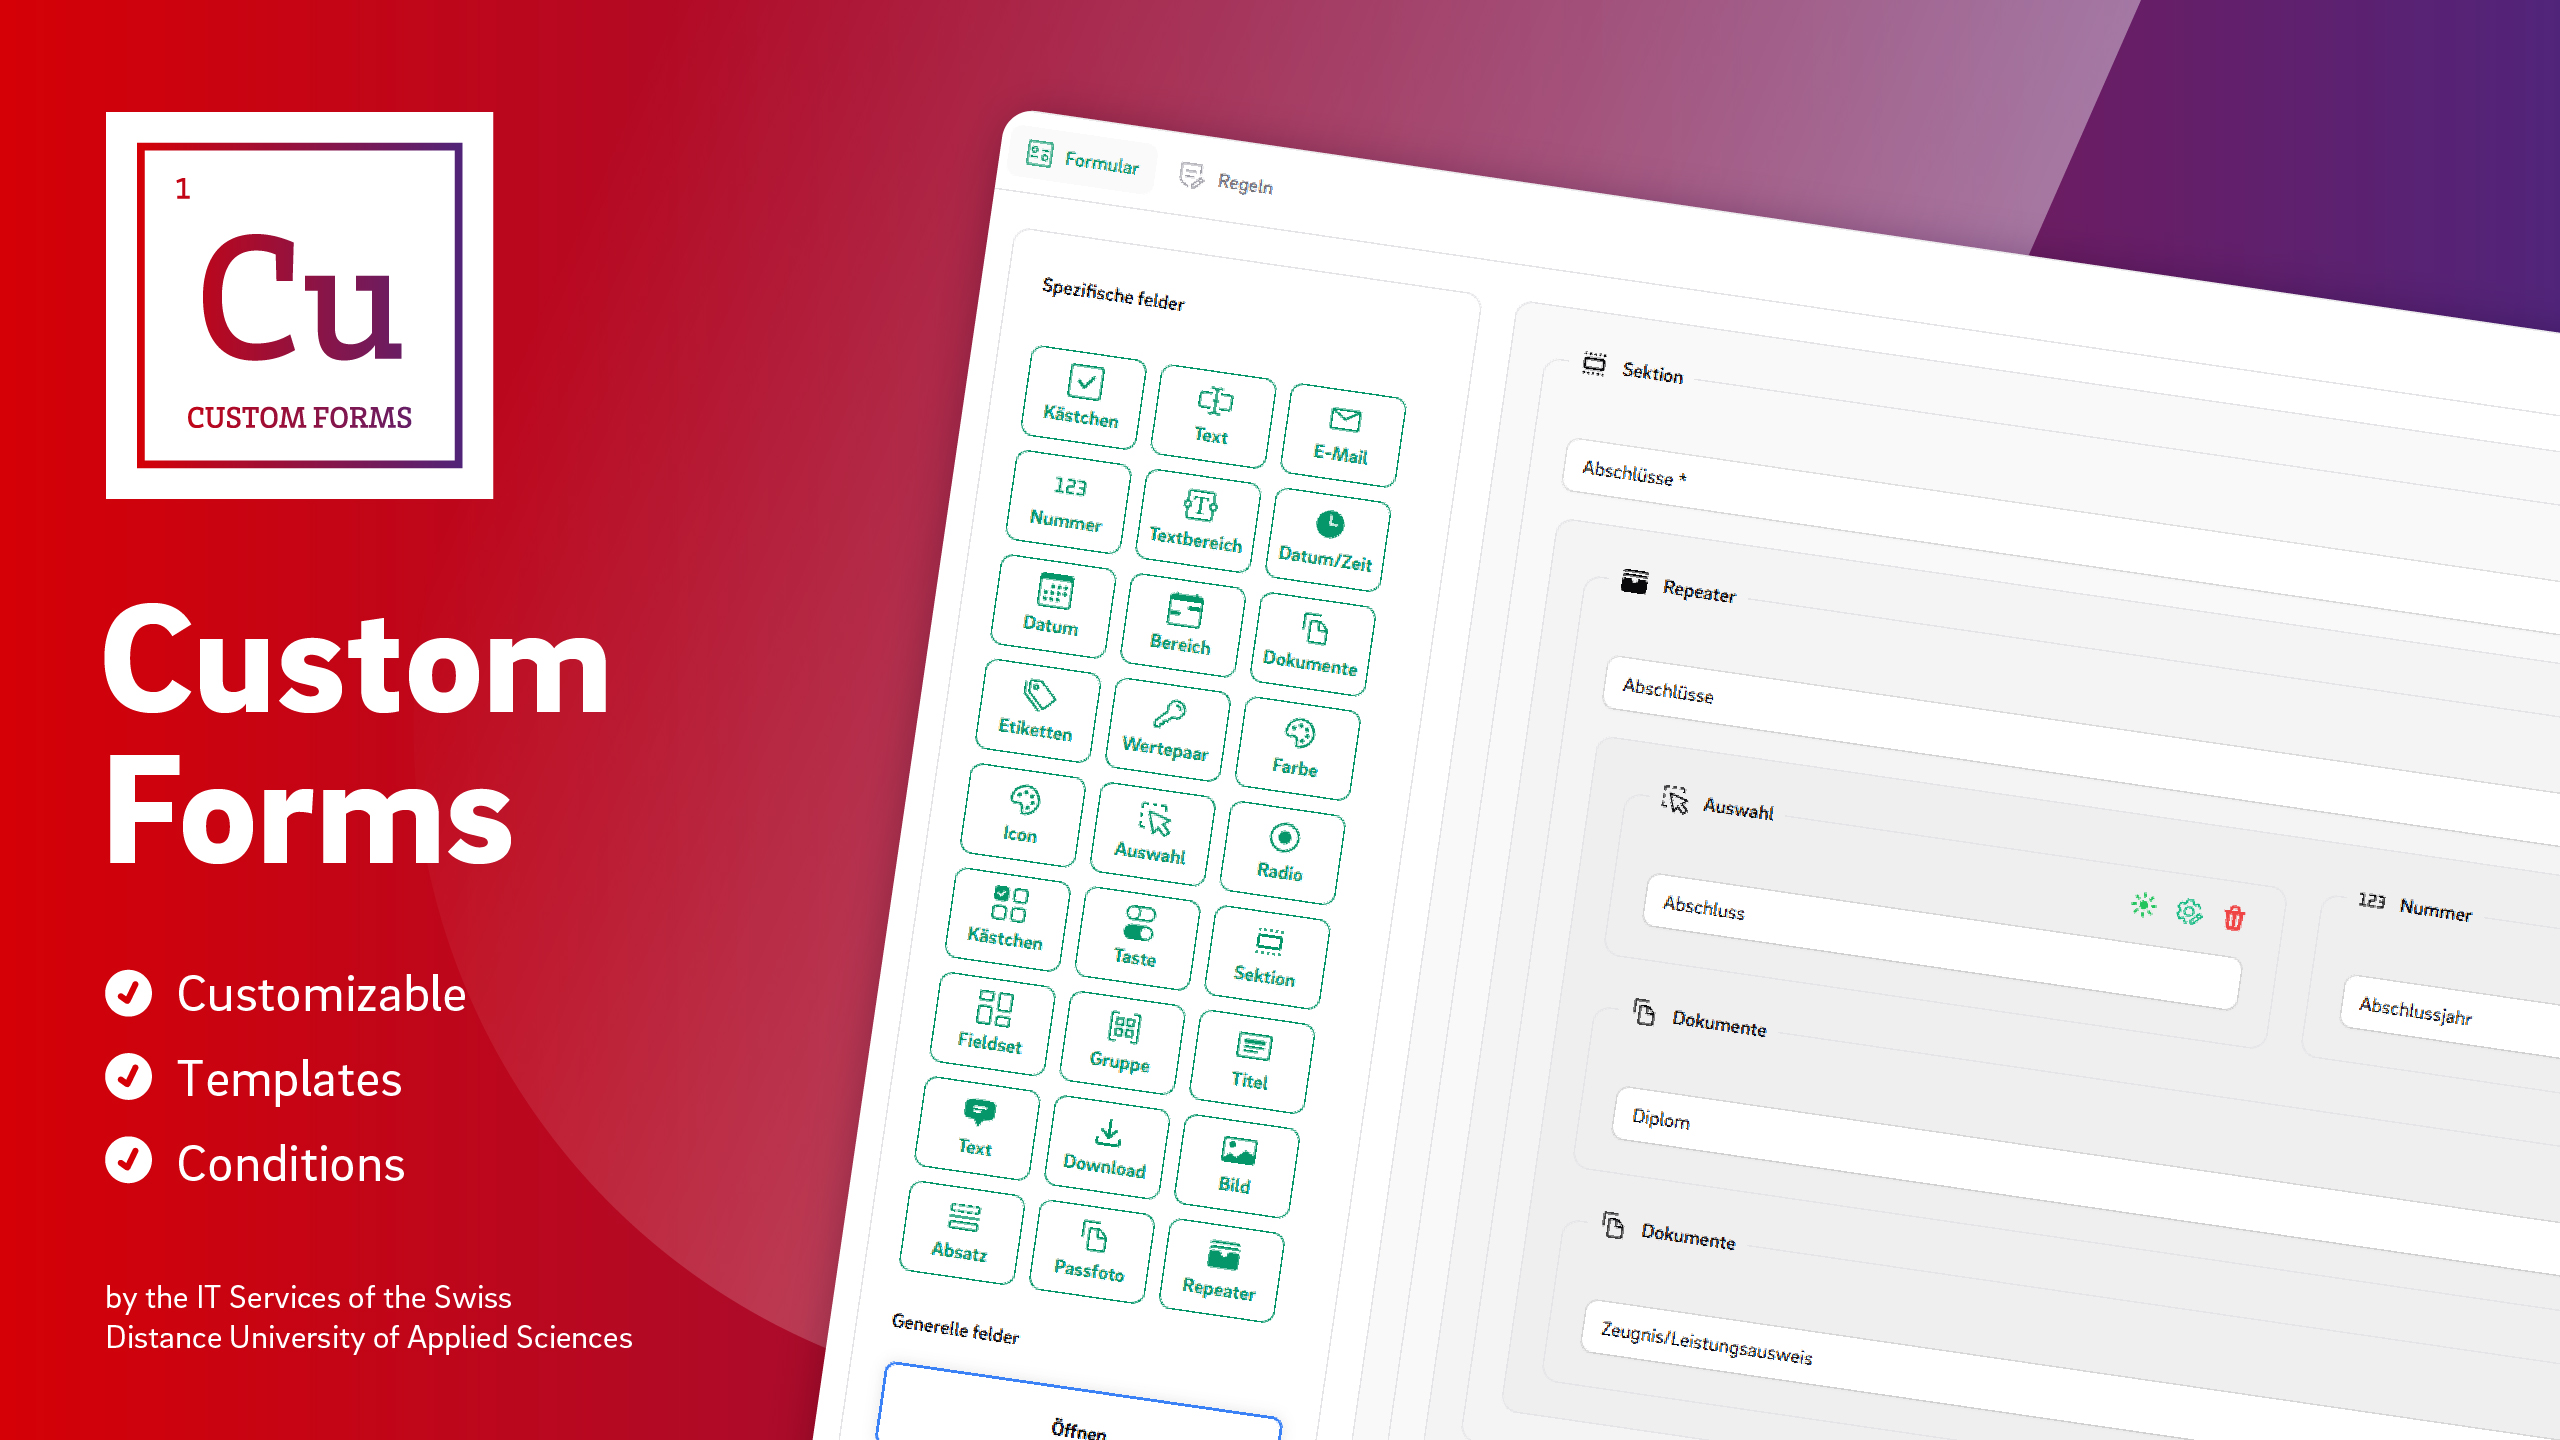 1
Cu
CUSTOM FORMS
Custom
Forms
Customizable
Templates
Conditions
by the IT Services of the Swiss
Distance University of Applied Sciences
Formular
Regeln
Spezifische felder
Kästchen
Text
E-Mail
123
Nummer
Textbereich
Datum/Zeit
Datum
Bereich
Dokumente
Etiketten
Wertepaar
Farbe
Icon
Auswahl
Radio
Kästchen
Taste
Sektion
Fieldset
Gruppe
Titel
Text
Download
Bild
Absatz
Passfoto
Repeater
Generelle felder
Öffnen
Sektion
Abschlüsse *
Repeater
Abschlüsse
Auswahl
Abschluss
123 Nummer
Abschlussjahr
Dokumente
Diplom
Dokumente
Zeugnis/Leistungsausweis